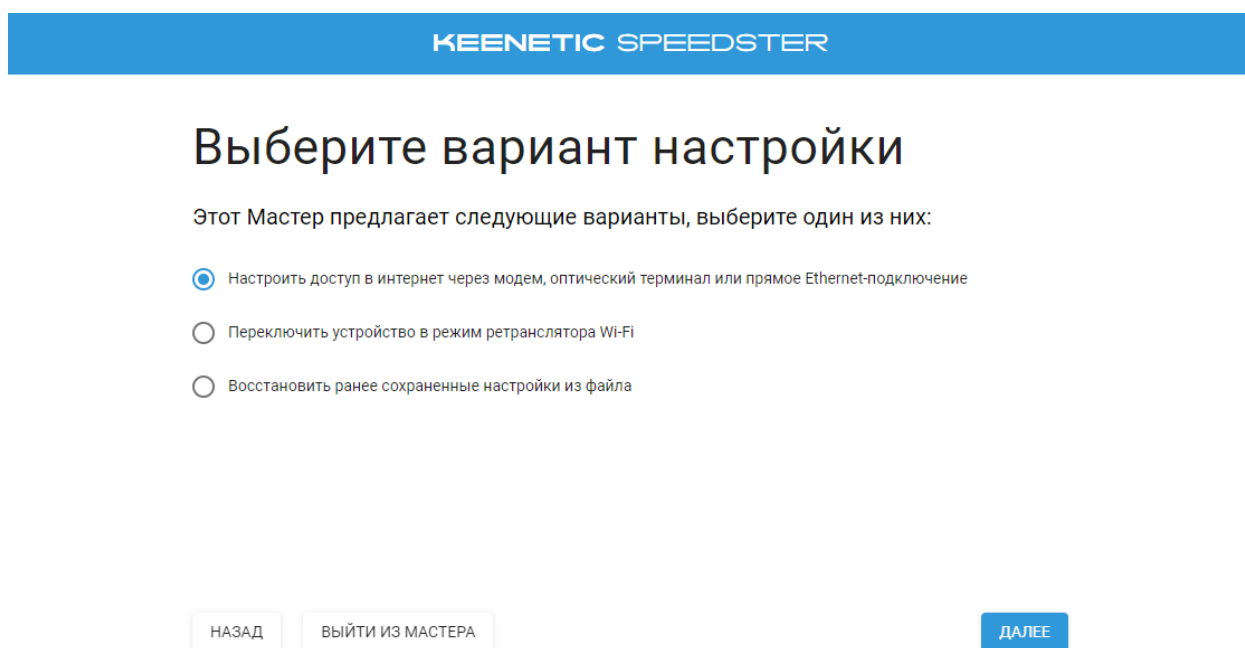 KEENETIC SPEEDSTER
Выберите вариант настройки
Этот Мастер предлагает следующие варианты, выберите один из них:
Настроить доступ в интернет через модем, оптический терминал или прямое Ethernet-подключение
Переключить устройство в режим ретранслятора Wi-Fi
Восстановить ранее сохраненные настройки из файла
НАЗАД ВЫЙТИ ИЗ МАСТЕРА ДАЛЕЕ